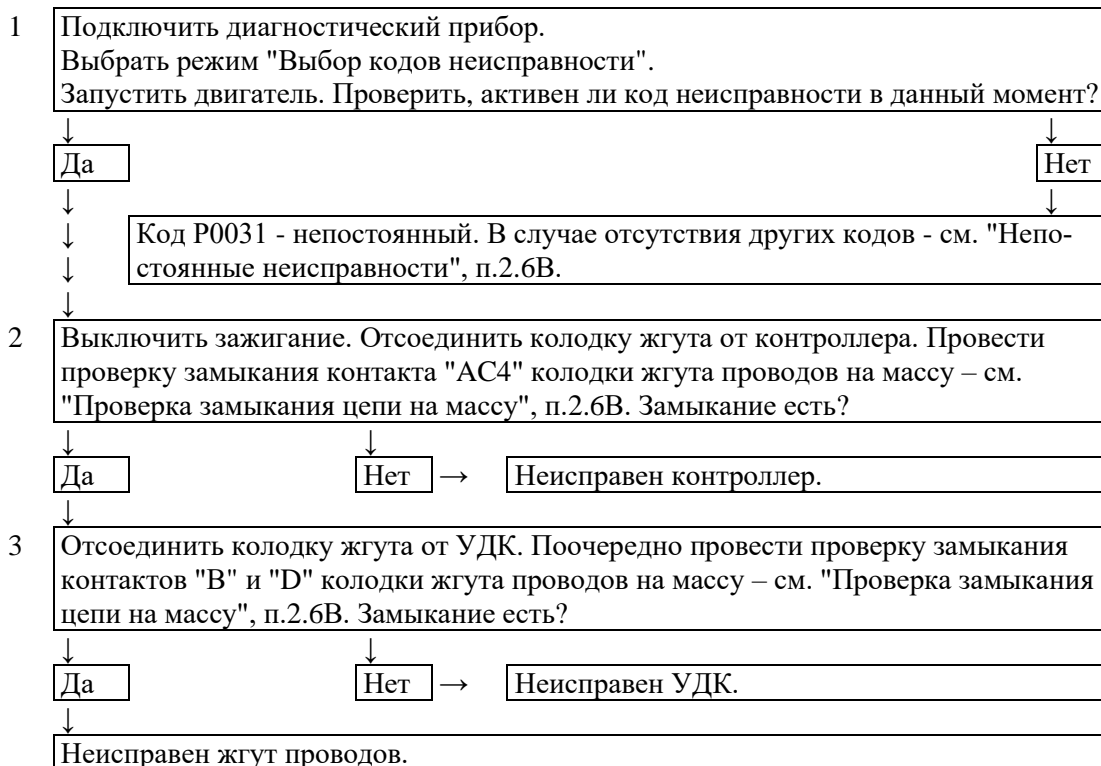 1 Подключить диагностический прибор.
Выбрать режим "Выбор кодов неисправности".
Запустить двигатель. Проверить, активен ли код неисправности в данный момент?
↓ ↓
Да Нет
↓ ↓
↓ Код Р0031 - непостоянный. В случае отсутствия других кодов - см. "Непо-
↓ стоянные неисправности", п.2.6В.
↓
2 Выключить зажигание. Отсоединить колодку жгута от контроллера. Провести
проверку замыкания контакта "АС4" колодки жгута проводов на массу – см.
"Проверка замыкания цепи на массу", п.2.6В. Замыкание есть?
↓ ↓
Да Нет → Неисправен контроллер.
↓
3 Отсоединить колодку жгута от УДК. Поочередно провести проверку замыкания
контактов "В" и "D" колодки жгута проводов на массу – см. "Проверка замыкания
цепи на массу", п.2.6В. Замыкание есть?
↓ ↓
Да Нет → Неисправен УДК.
↓
Неисправен жгут проводов.